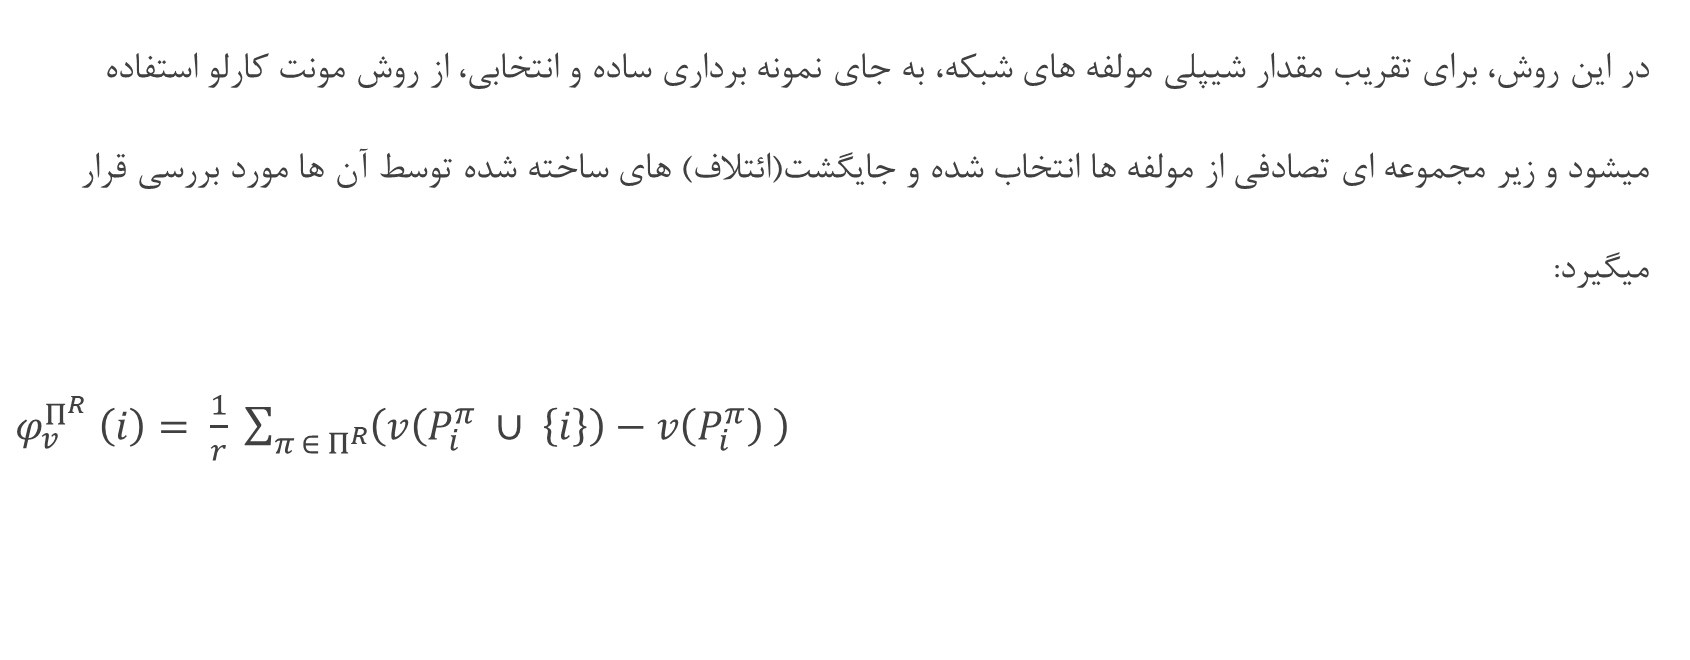 در این روش، برای تقریب مقدار شیپلی مولفه های شبکه، به جای نمونه برداری ساده و انتخابی، از روش مونت کارلو استفاده
میشود و زیر مجموعه ای تصادفی از مولفه ها انتخاب شده و جایگشت(ائتلاف) های ساخته شده توسط آن ها مورد بررسی قرار
میگیرد:
φ_v^{Π^R} (i) = 1/r ∑_{π ∈ Π^R}(v(P_i^π ∪ {i}) − v(P_i^π) )